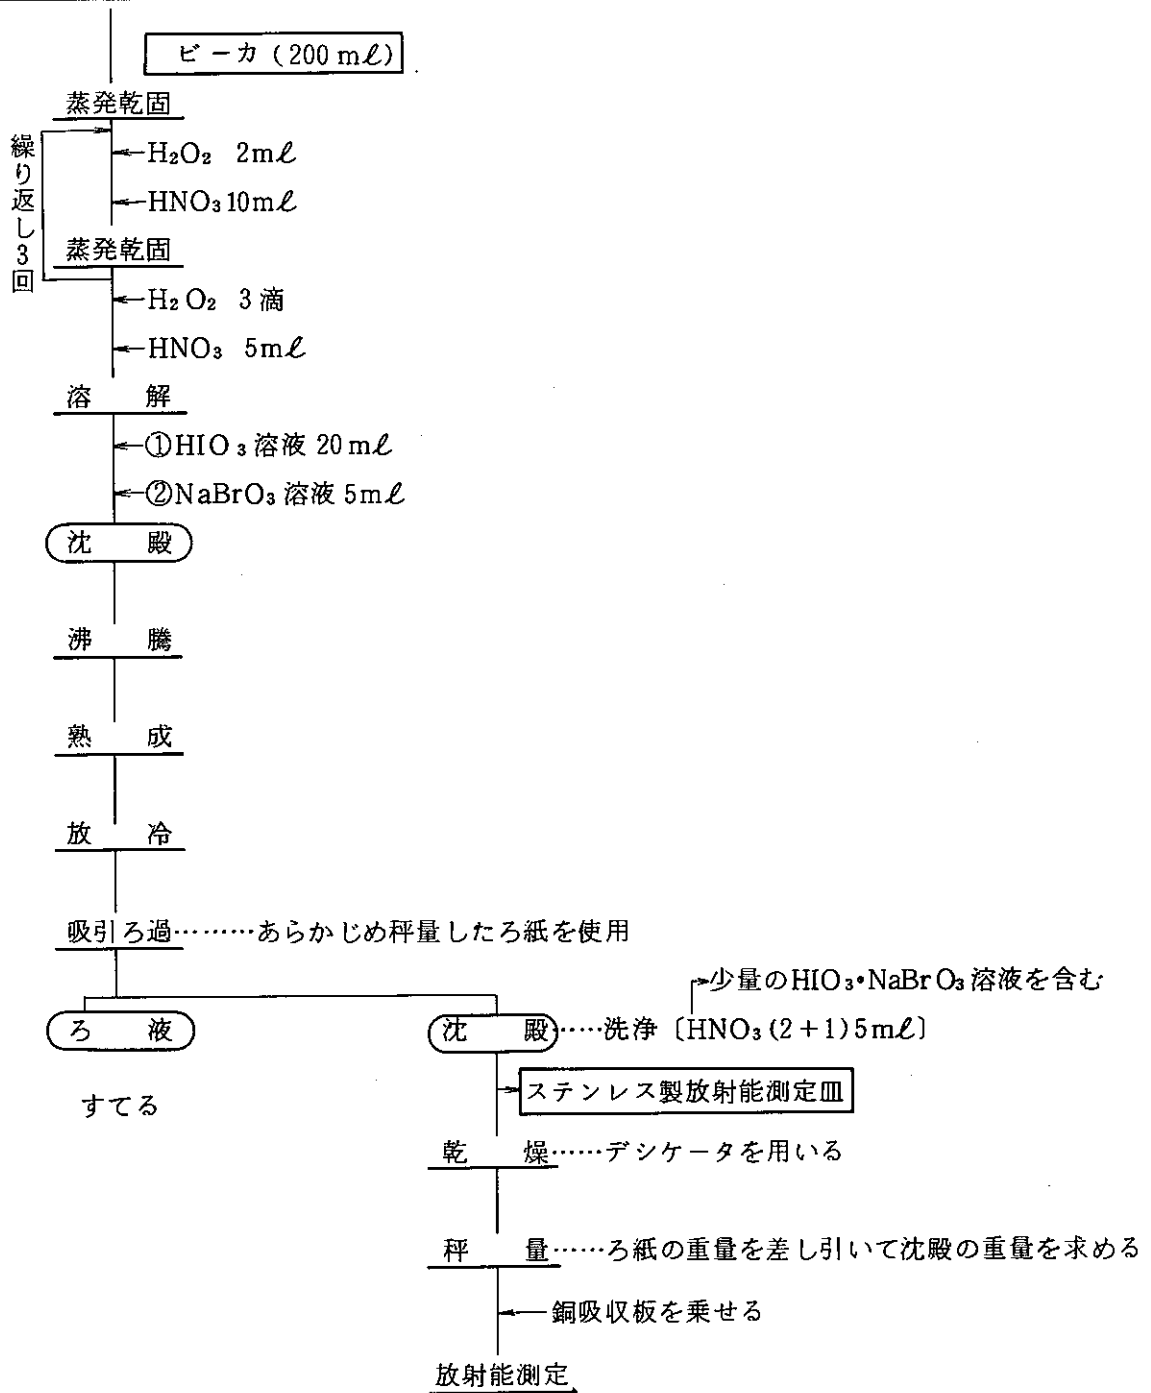 ビーカ (200 mℓ)
蒸発乾固
繰り返し3回
H₂O₂ 2mℓ
HNO₃ 10mℓ
蒸発乾固
H₂O₂ 3滴
HNO₃ 5mℓ
溶 解
①HIO₃溶液 20mℓ
②NaBrO₃溶液 5mℓ
沈 殿
沸 騰
熟 成
放 冷
吸引ろ過………あらかじめ秤量したろ紙を使用
少量のHIO₃・NaBrO₃溶液を含む
ろ 液
沈 殿……洗浄〔HNO₃(2+1)5mℓ〕
すてる
ステンレス製放射能測定皿
乾 燥……デシケータを用いる
秤 量……ろ紙の重量を差し引いて沈殿の重量を求める
銅吸収板を乗せる
放射能測定